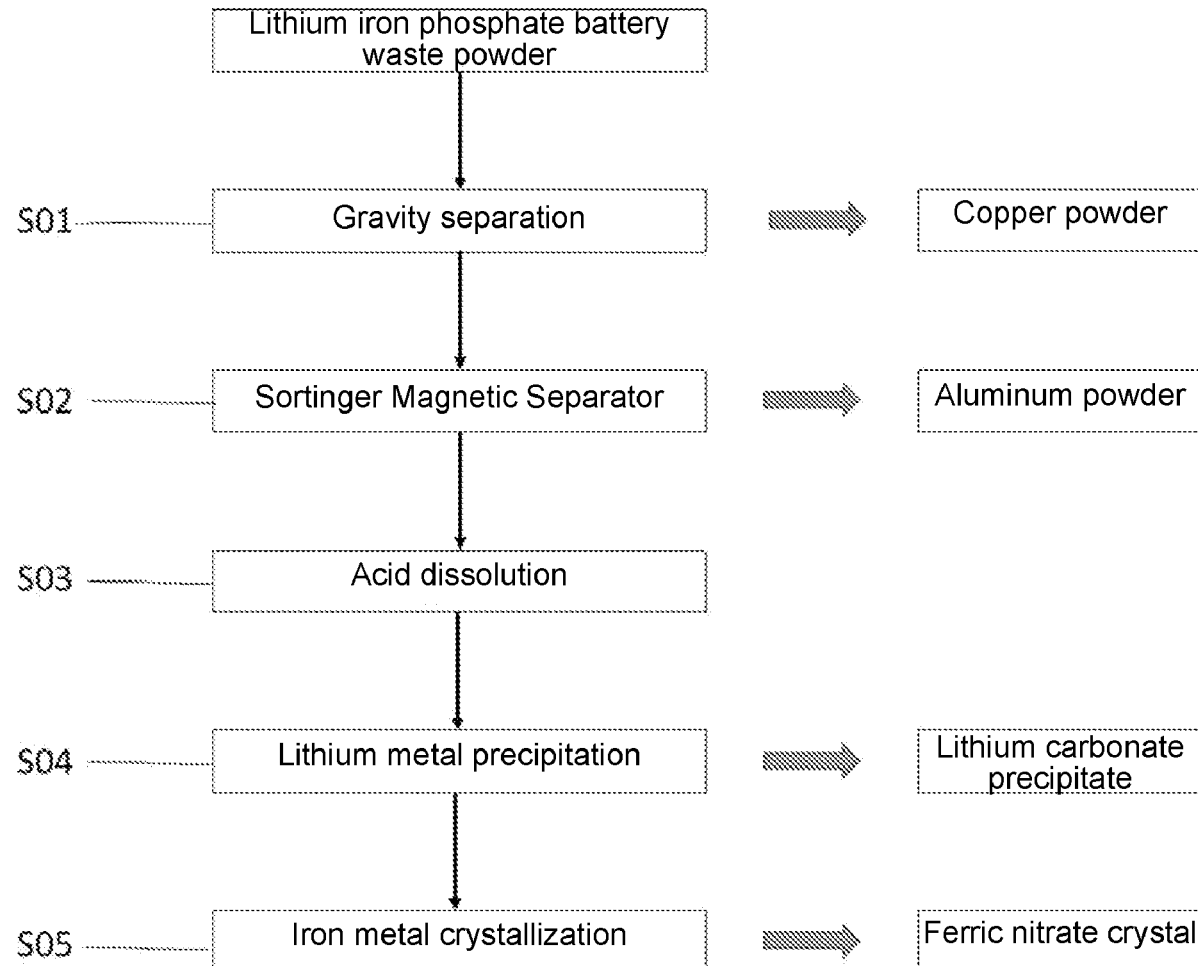 Lithium iron phosphate battery
waste powder
S01
Gravity separation
Copper powder
S02
Sortinger Magnetic Separator
Aluminum powder
S03
Acid dissolution
S04
Lithium metal precipitation
Lithium carbonate
precipitate
S05
Iron metal crystallization
Ferric nitrate crystal